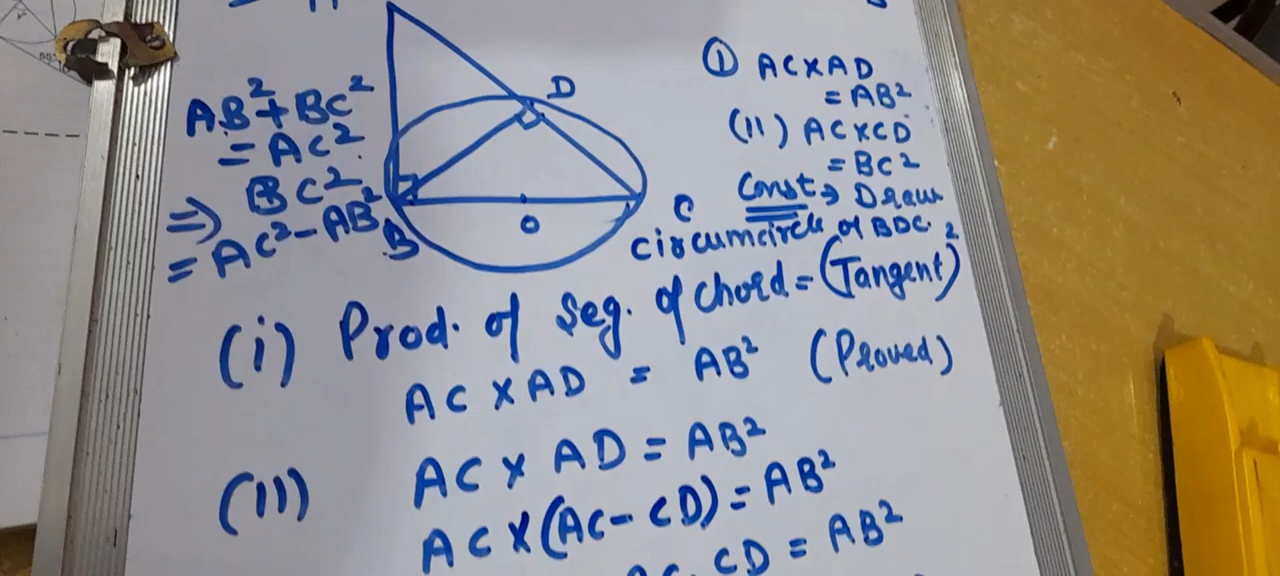 D
AB²+BC²
= AC²
⇒ BC²
= AC²-AB²
B
O
C
① AC×AD
= AB²
(II) AC×CD
= BC²
Const⇒ Draw
circumcircle of BDC
(i) Prod. of Seg. of chord = (Tangent)²
AC × AD = AB² (Proved)
(II) AC × AD = AB²
AC × (AC - CD) = AB²
CD = AB²